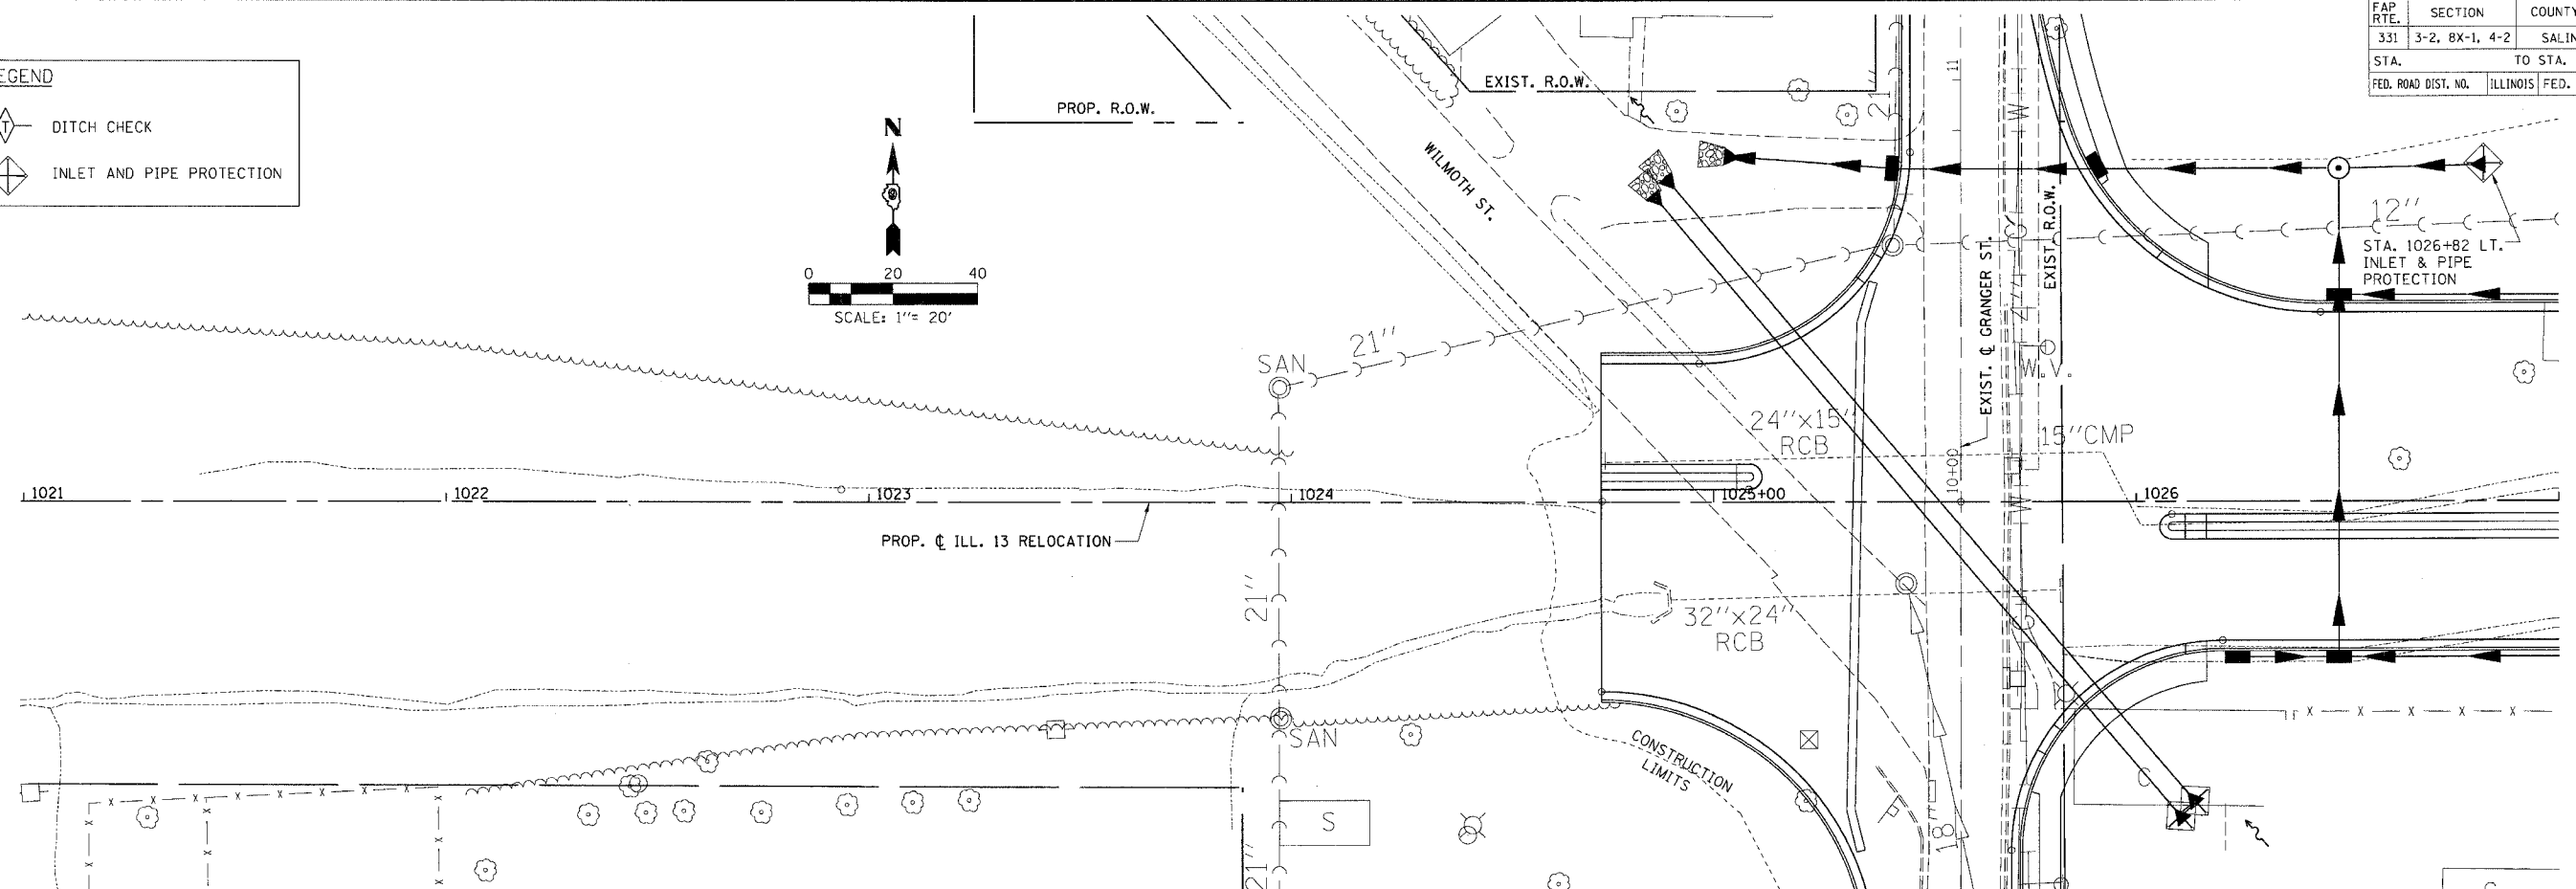 FAP RTE. SECTION COUNTY
331 3-2, 8X-1, 4-2 SALIN
STA. TO STA.
FED. ROAD DIST. NO. ILLINOIS FED.
EGEND
T DITCH CHECK
INLET AND PIPE PROTECTION
PROP. R.O.W.
EXIST. R.O.W.
N
0 20 40
SCALE: 1"= 20'
WILMOTH ST.
21"
11
W
EXIST. R.O.W.
EXIST. ℄ GRANGER ST.
12"
STA. 1026+82 LT.
INLET & PIPE
PROTECTION
SAN
21"
W.V.
24"x15"
RCB
15"CMP
10+00
W
1021
1022
1023
1024
1025+00
1026
PROP. ℄ ILL. 13 RELOCATION
21"
32"x24"
RCB
SAN
CONSTRUCTION
LIMITS
X X X X X
X X X X X X X
S
P
18"
21"